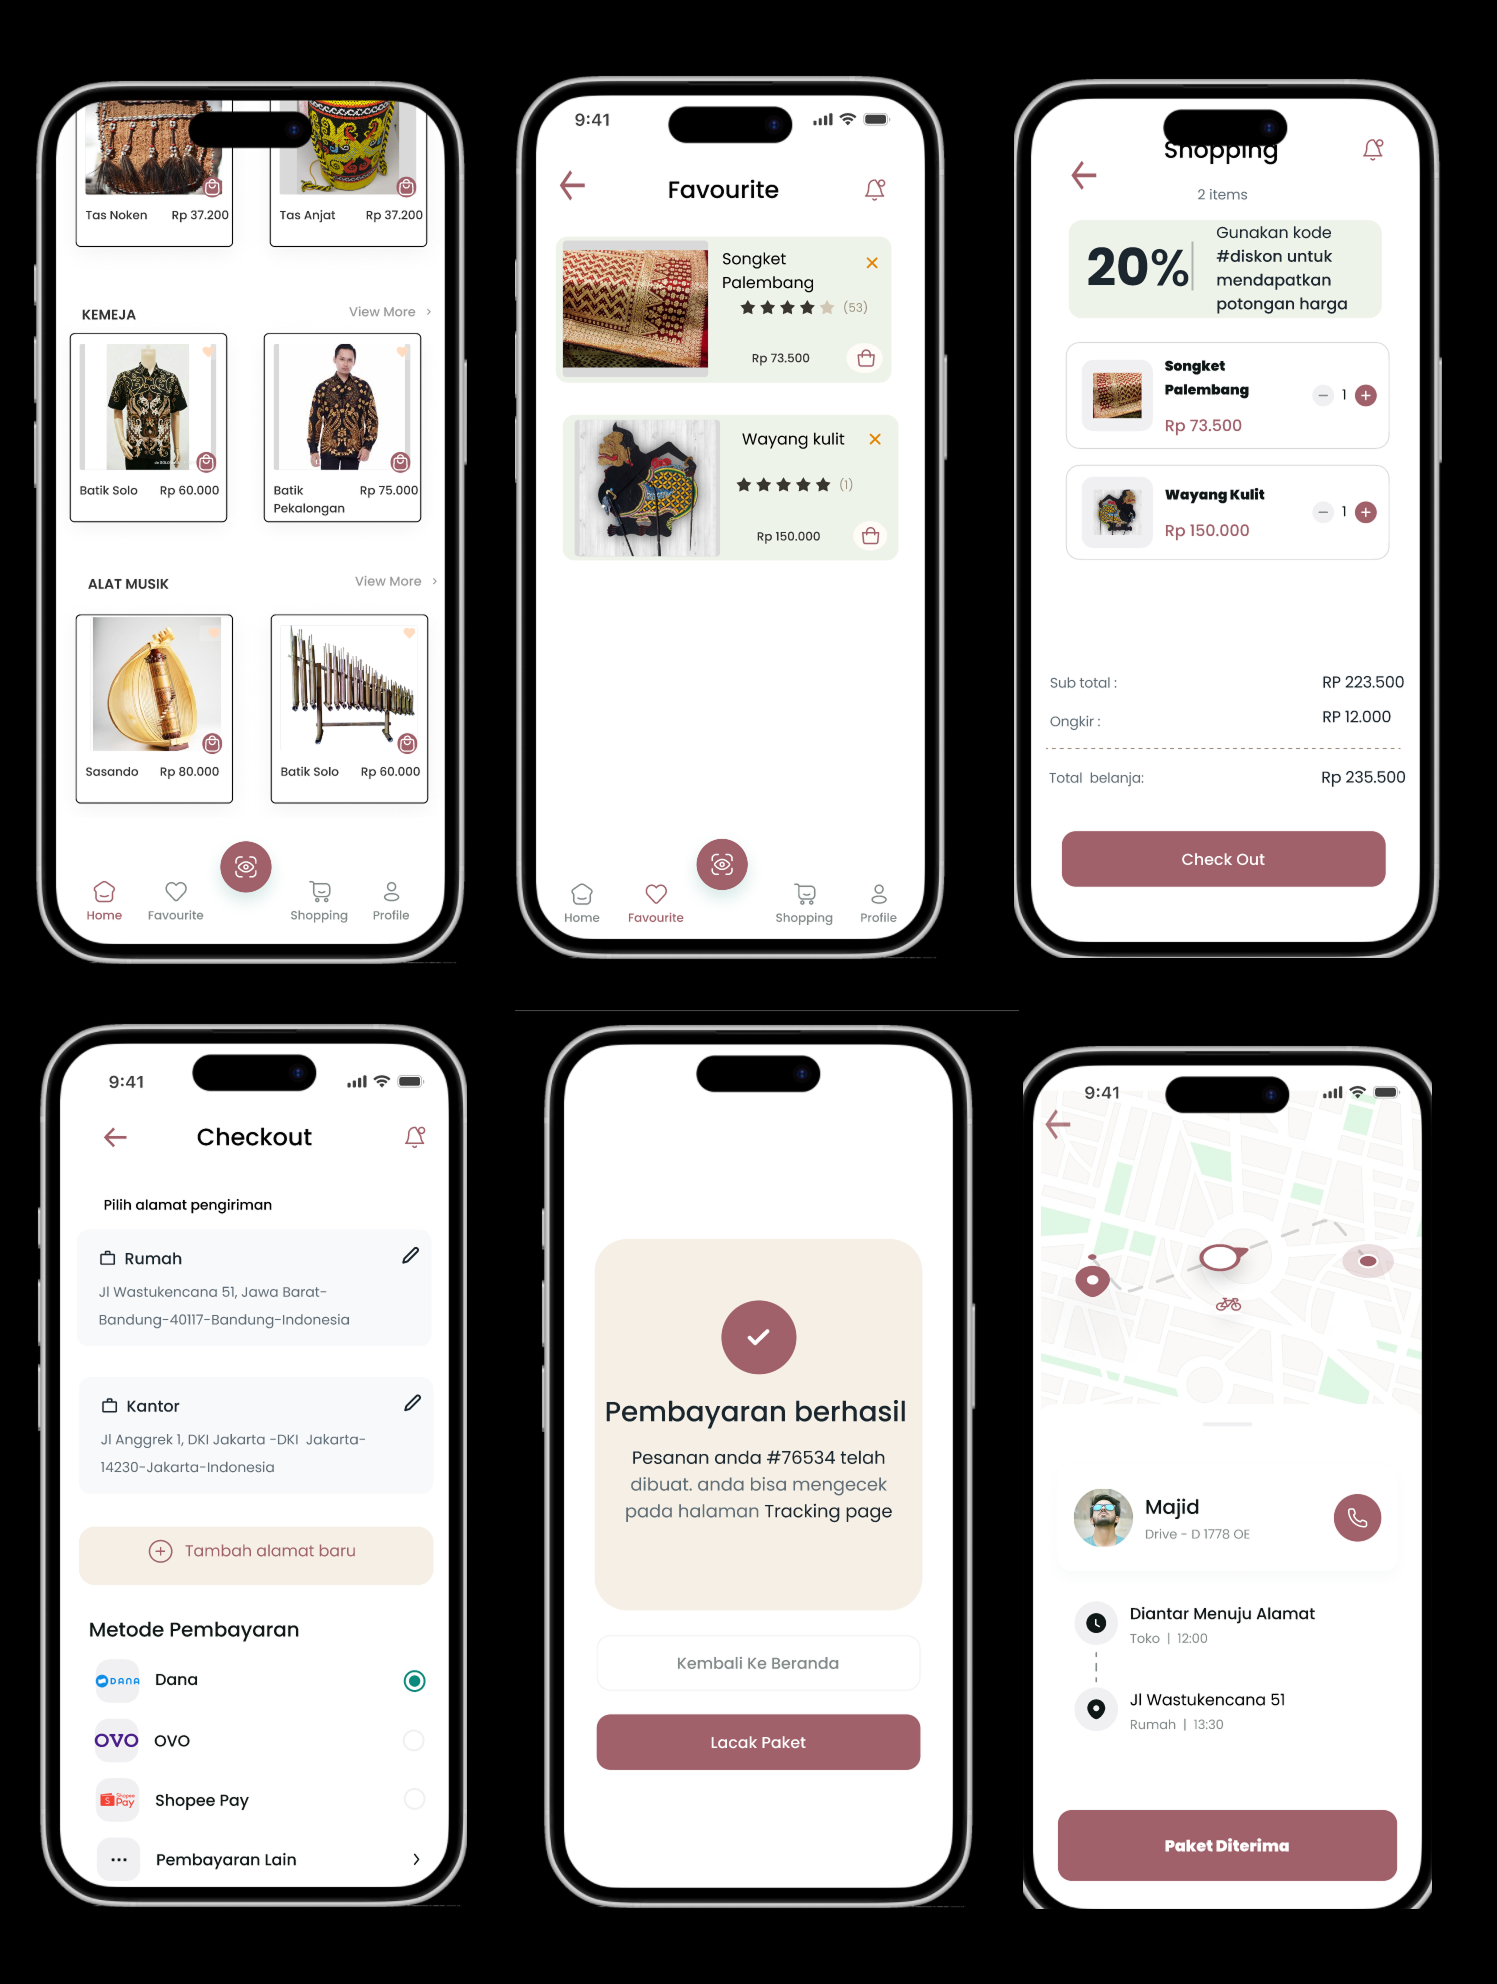 Tas Noken Rp 37.200
Tas Anjat Rp 37.200
KEMEJA View More >
Batik Solo Rp 60.000
Batik Pekalongan Rp 75.000
ALAT MUSIK View More >
Sasando Rp 80.000
Batik Solo Rp 60.000
Home Favourite Shopping Profile
9:41
Favourite
Songket
Palembang
(53)
Rp 73.500
Wayang kulit
(1)
Rp 150.000
Home Favourite Shopping Profile
Shopping
2 items
20%
Gunakan kode
#diskon untuk
mendapatkan
potongan harga
Songket
Palembang
Rp 73.500
1
Wayang Kulit
Rp 150.000
1
Sub total : RP 223.500
Ongkir : RP 12.000
Total belanja: Rp 235.500
Check Out
9:41
Checkout
Pilih alamat pengiriman
Rumah
Jl Wastukencana 51, Jawa Barat-
Bandung-40117-Bandung-Indonesia
Kantor
Jl Anggrek 1, DKI Jakarta -DKI Jakarta-
14230-Jakarta-Indonesia
Tambah alamat baru
Metode Pembayaran
DANA Dana
OVO OVO
Shopee Pay Shopee Pay
Pembayaran Lain
Pembayaran berhasil
Pesanan anda #76534 telah
dibuat. anda bisa mengecek
pada halaman Tracking page
Kembali Ke Beranda
Lacak Paket
9:41
Majid
Drive - D 1778 OE
Diantar Menuju Alamat
Toko | 12:00
Jl Wastukencana 51
Rumah | 13:30
Paket Diterima